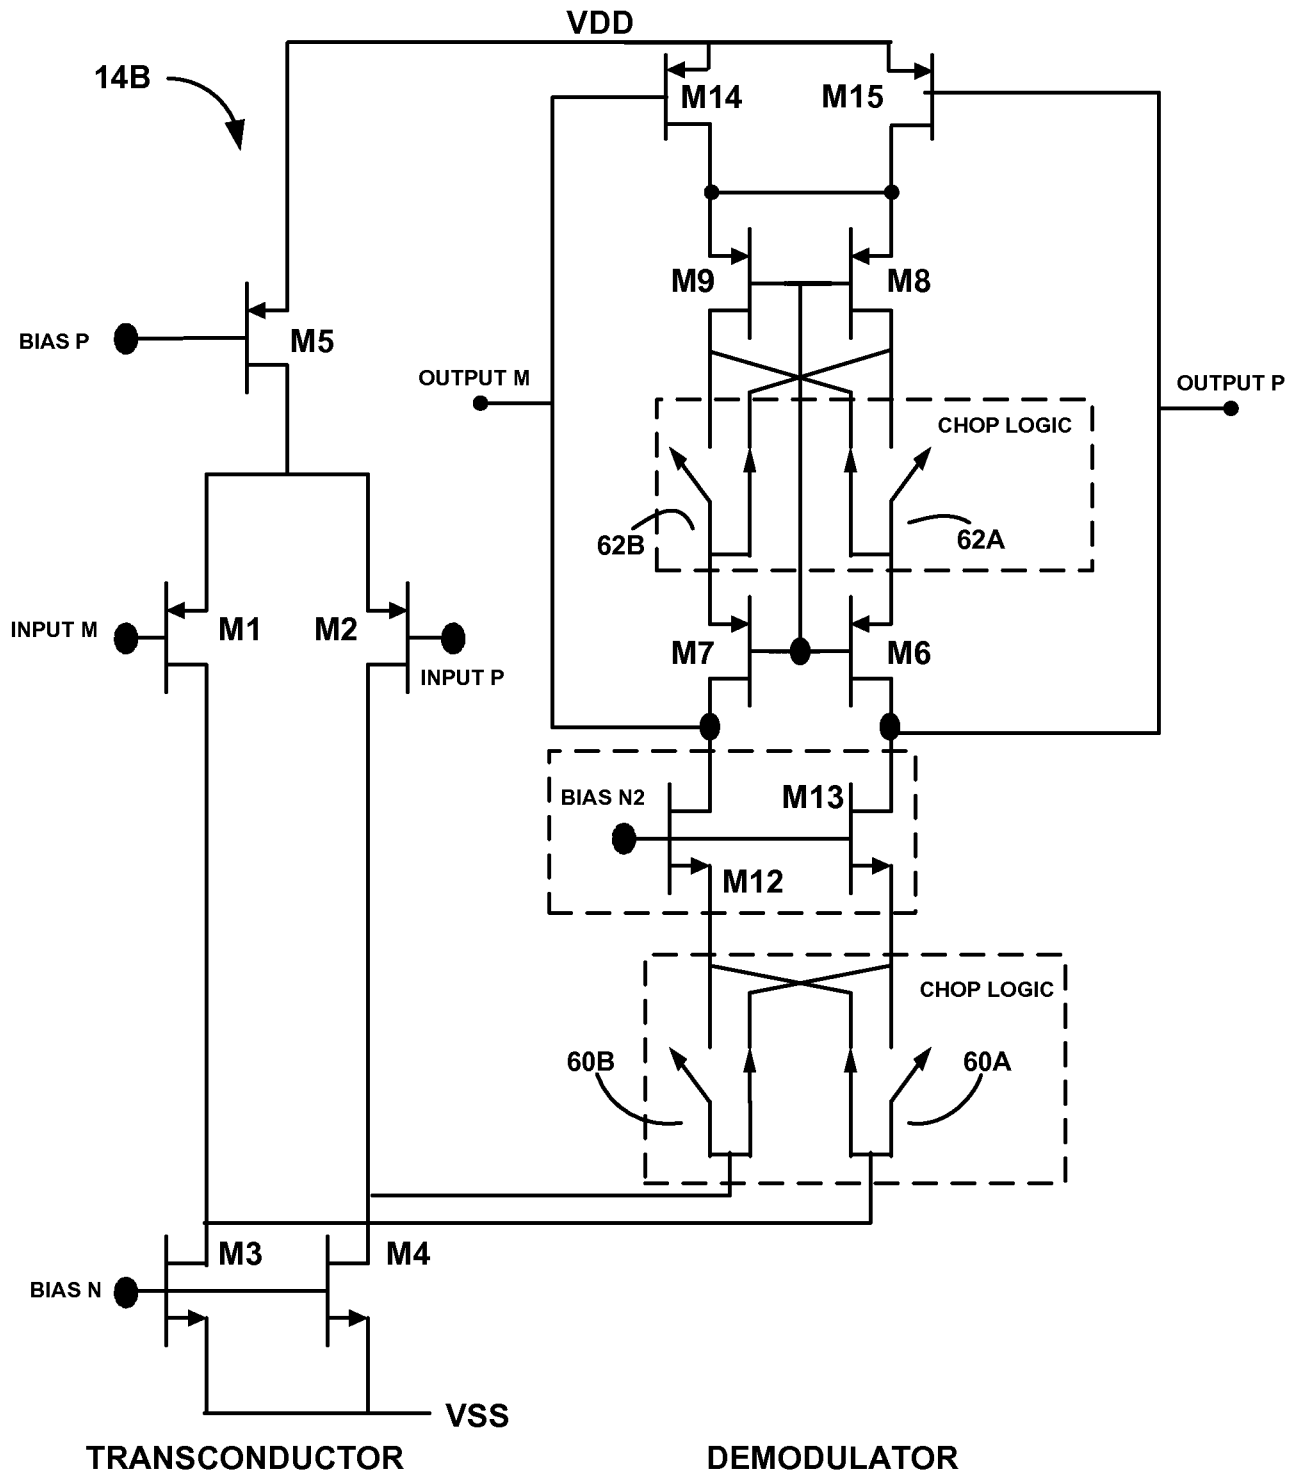 VDD
14B
M14
M15
M9
M8
BIAS P
M5
OUTPUT M
OUTPUT P
CHOP LOGIC
62B
62A
INPUT M
M1
M2
INPUT P
M7
M6
BIAS N2
M13
M12
CHOP LOGIC
60B
60A
M3
M4
BIAS N
VSS
TRANSCONDUCTOR
DEMODULATOR